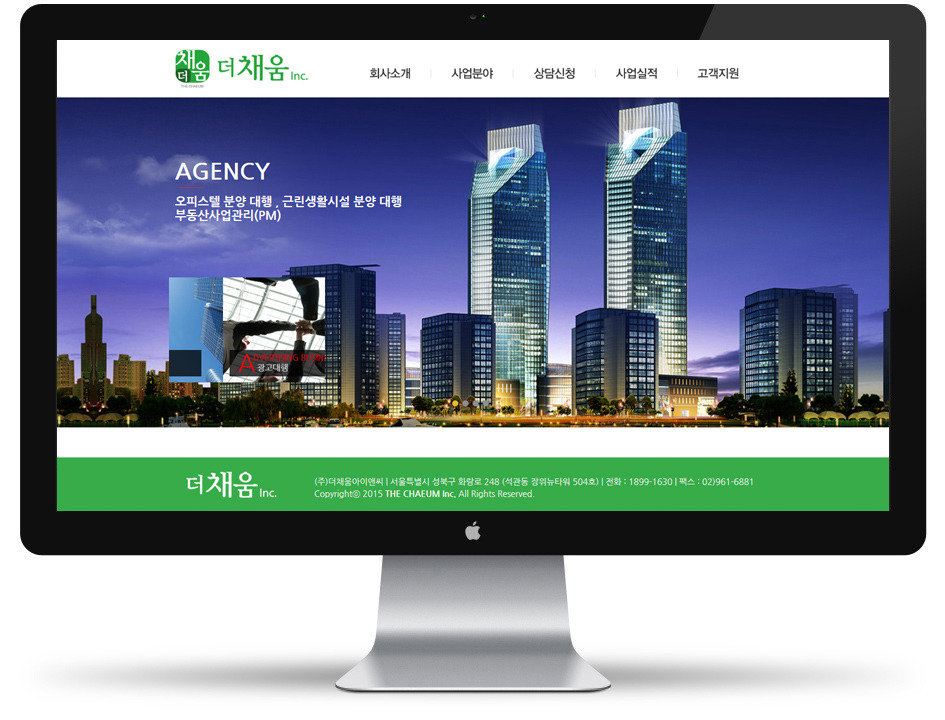 채움
더
THE CHAEUM
더채움 Inc.
회사소개
사업분야
상담신청
사업실적
고객지원
AGENCY
오피스텔 분양 대행 , 근린생활시설 분양 대행
부동산사업관리(PM)
광고대행
더채움 Inc.
(주)더채움아이앤씨 | 서울특별시 성북구 화랑로 248 (석관동 장위뉴타워 504호) | 전화 : 1899-1630 | 팩스 : 02)961-6881
Copyrightⓒ 2015 THE CHAEUM Inc. All Rights Reserved.